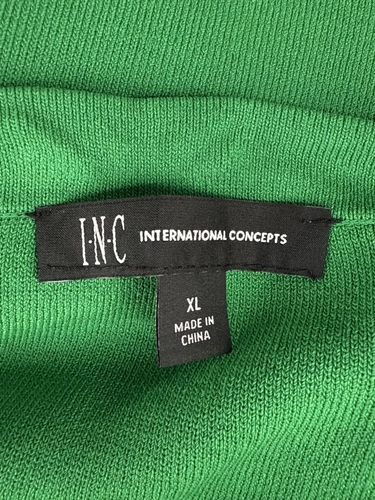 I·N·C INTERNATIONAL CONCEPTS
XL
MADE IN
CHINA